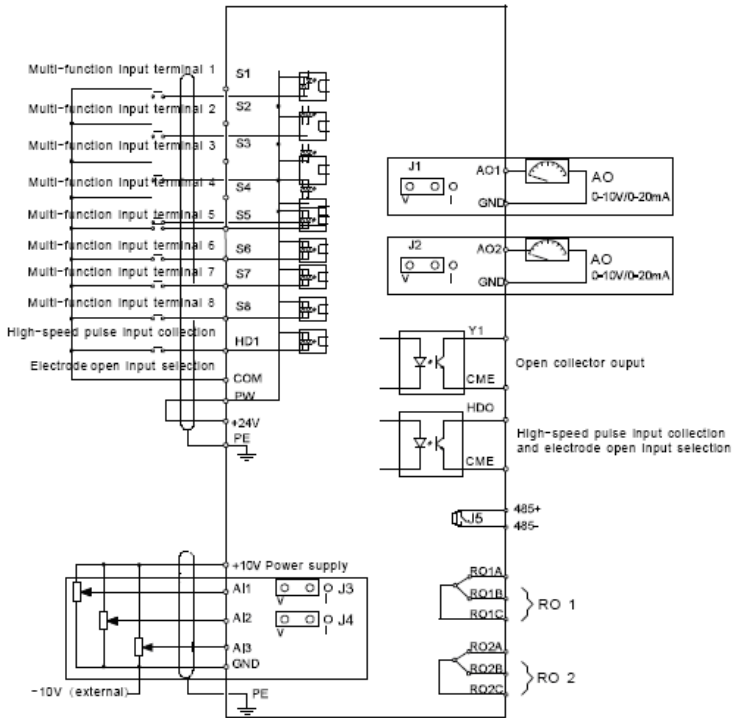 Multi-function input terminal 1
S1
Multi-function input terminal 2
S2
Multi-function input terminal 3
S3
Multi-function input terminal 4
S4
Multi-function input terminal 5
S5
Multi-function input terminal 6
S6
Multi-function input terminal 7
S7
Multi-function input terminal 8
S8
High-speed pulse input collection
HD1
Electrode open input selection
COM
PW
+24V
PE
J1
V
I
AO1
GND
AO
0-10V/0-20mA
J2
V
I
AO2
GND
AO
0-10V/0-20mA
Y1
CME
Open collector ouput
HDO
CME
High-speed pulse input collection
and electrode open input selection
J5
485+
485-
+10V Power supply
AI1
V
I
J3
AI2
V
I
J4
AI3
GND
-10V (external)
PE
RO1A
RO1B
RO1C
RO 1
RO2A
RO2B
RO2C
RO 2